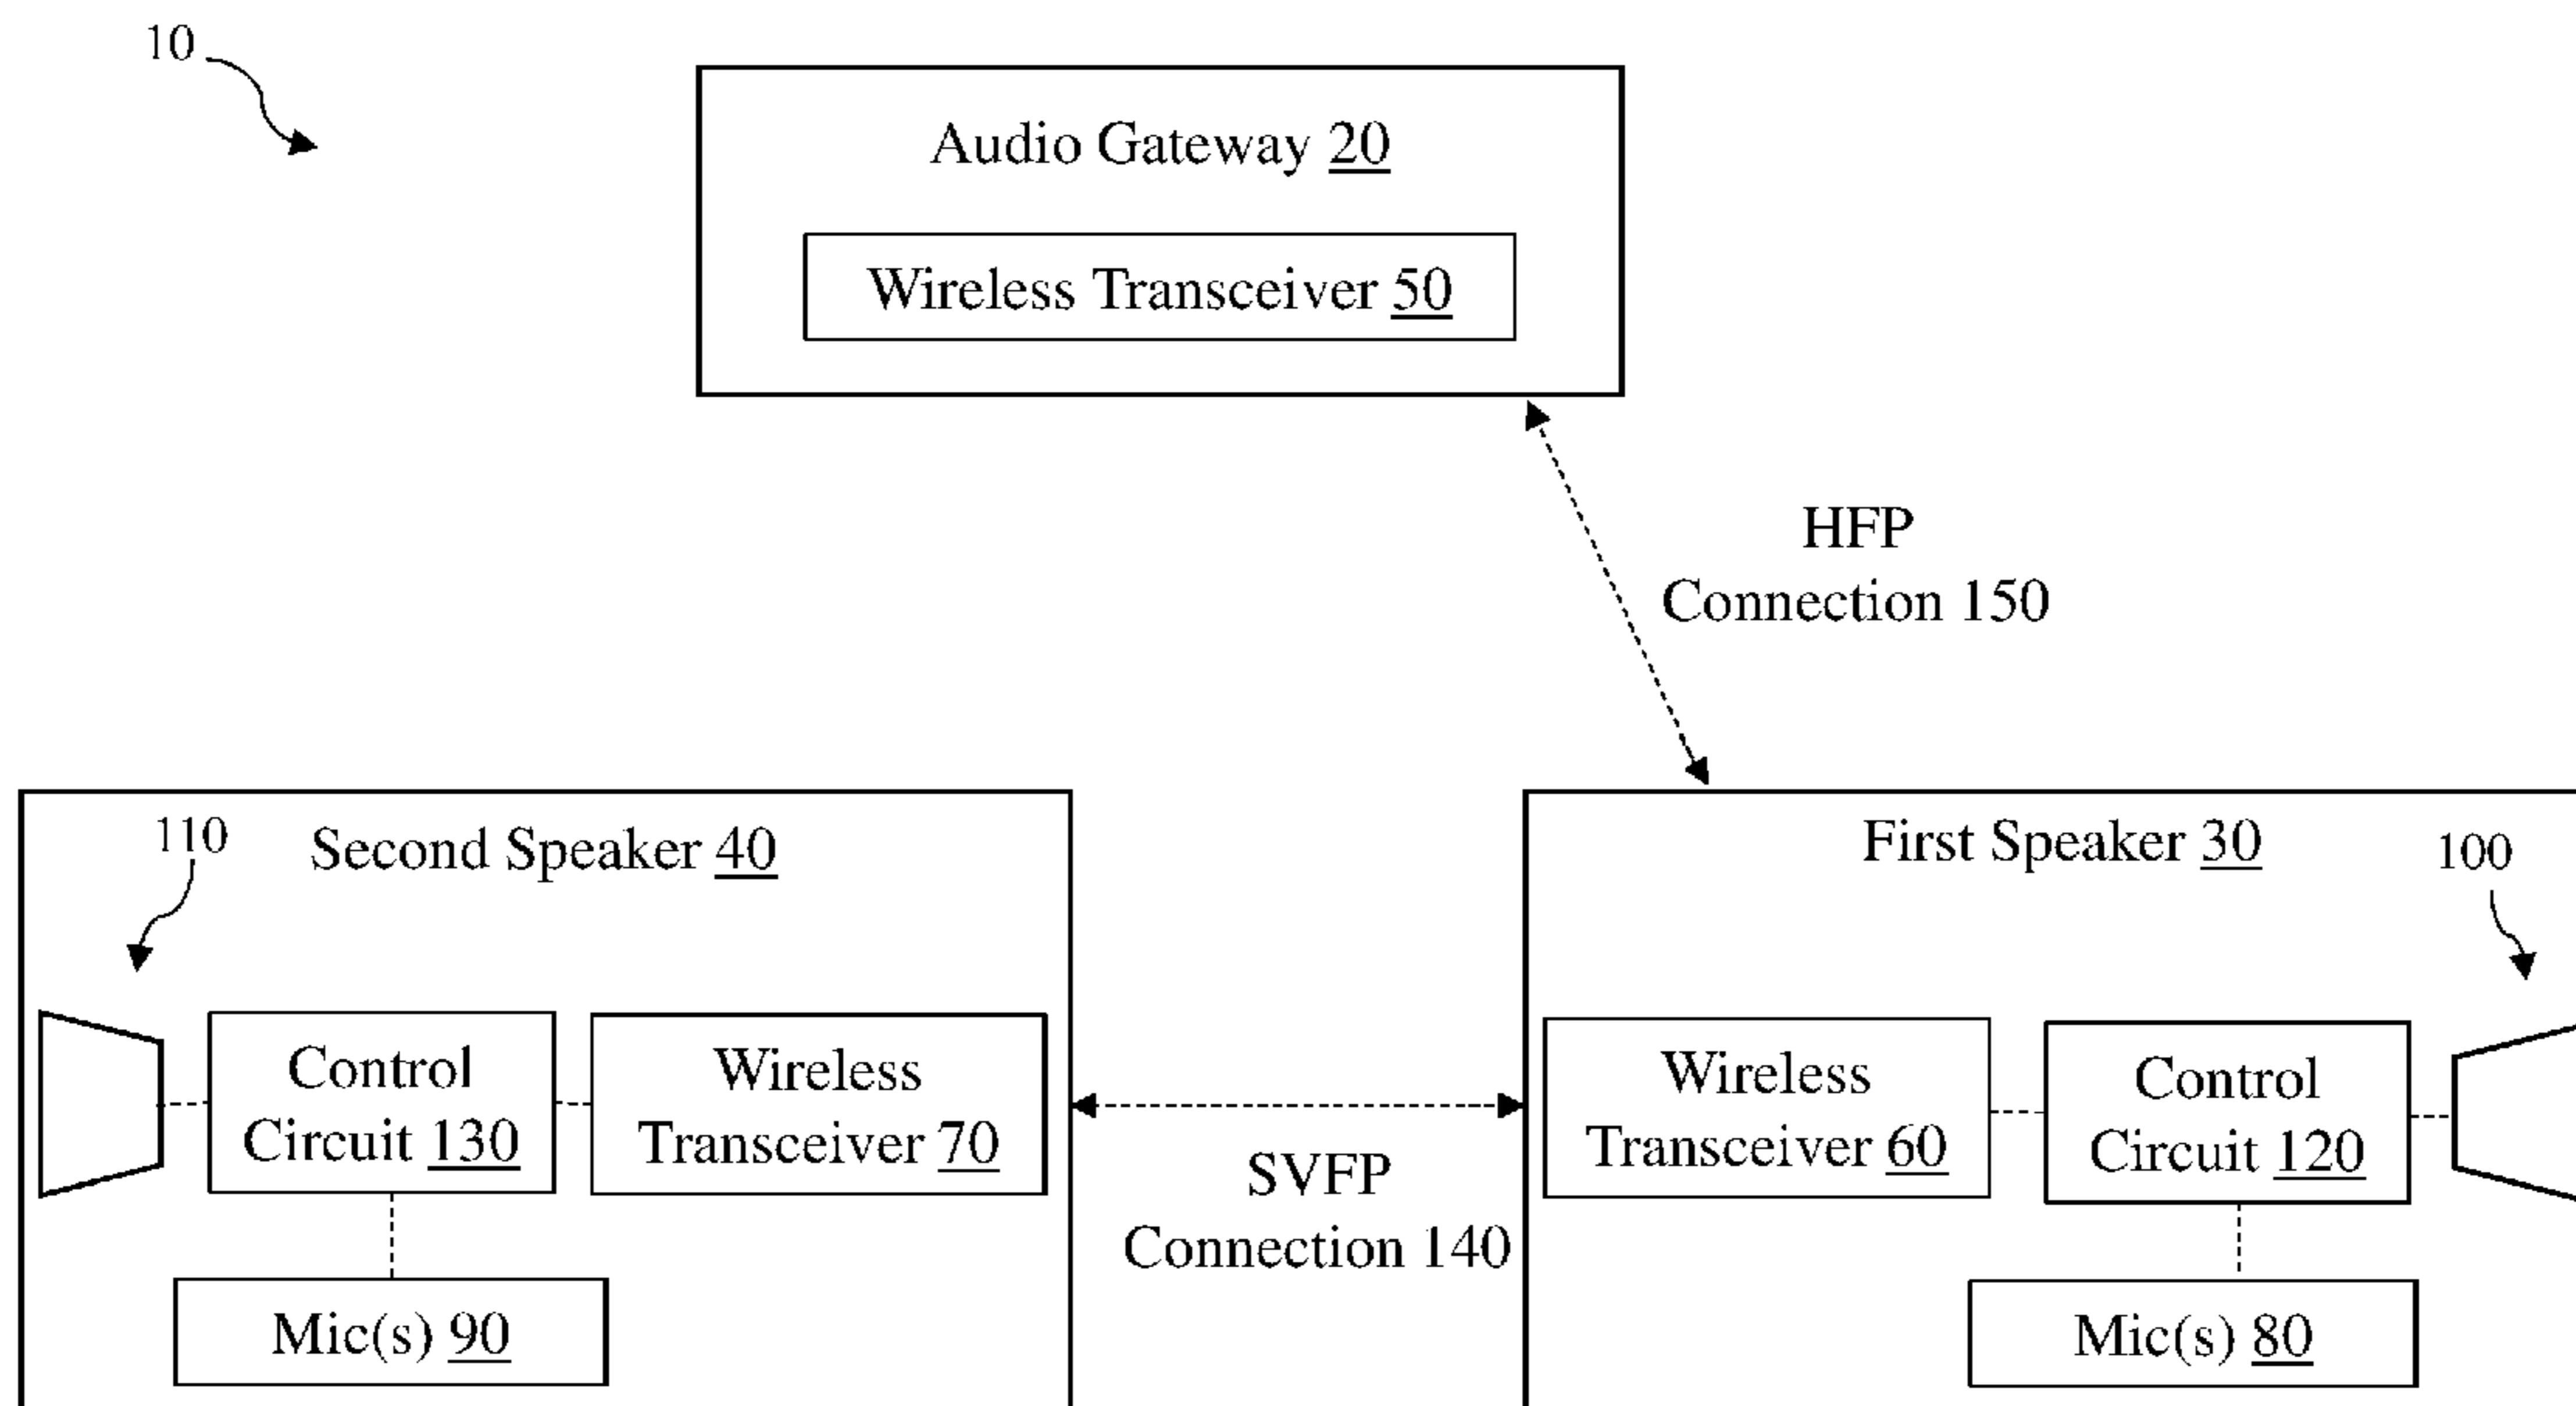 10
Audio Gateway 20
Wireless Transceiver 50
HFP
Connection 150
110
Second Speaker 40
First Speaker 30
100
Control
Circuit 130
Wireless
Transceiver 70
SVFP
Connection 140
Wireless
Transceiver 60
Control
Circuit 120
Mic(s) 90
Mic(s) 80